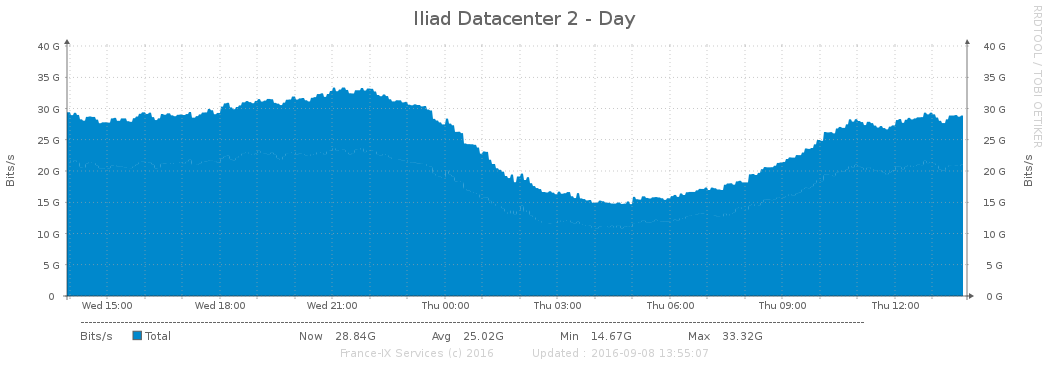 Iliad Datacenter 2 - Day
RRDTOOL / TOBI OETIKER
Bits/s
40 G 40 G
35 G 35 G
30 G 30 G
25 G 25 G
20 G 20 G
15 G 15 G
10 G 10 G
5 G 5 G
0 0 G
Bits/s
Wed 15:00 Wed 18:00 Wed 21:00 Thu 00:00 Thu 03:00 Thu 06:00 Thu 09:00 Thu 12:00
Bits/s Total Now 28.84G Avg 25.02G Min 14.67G Max 33.32G
France-IX Services (c) 2016 Updated : 2016-09-08 13:55:07